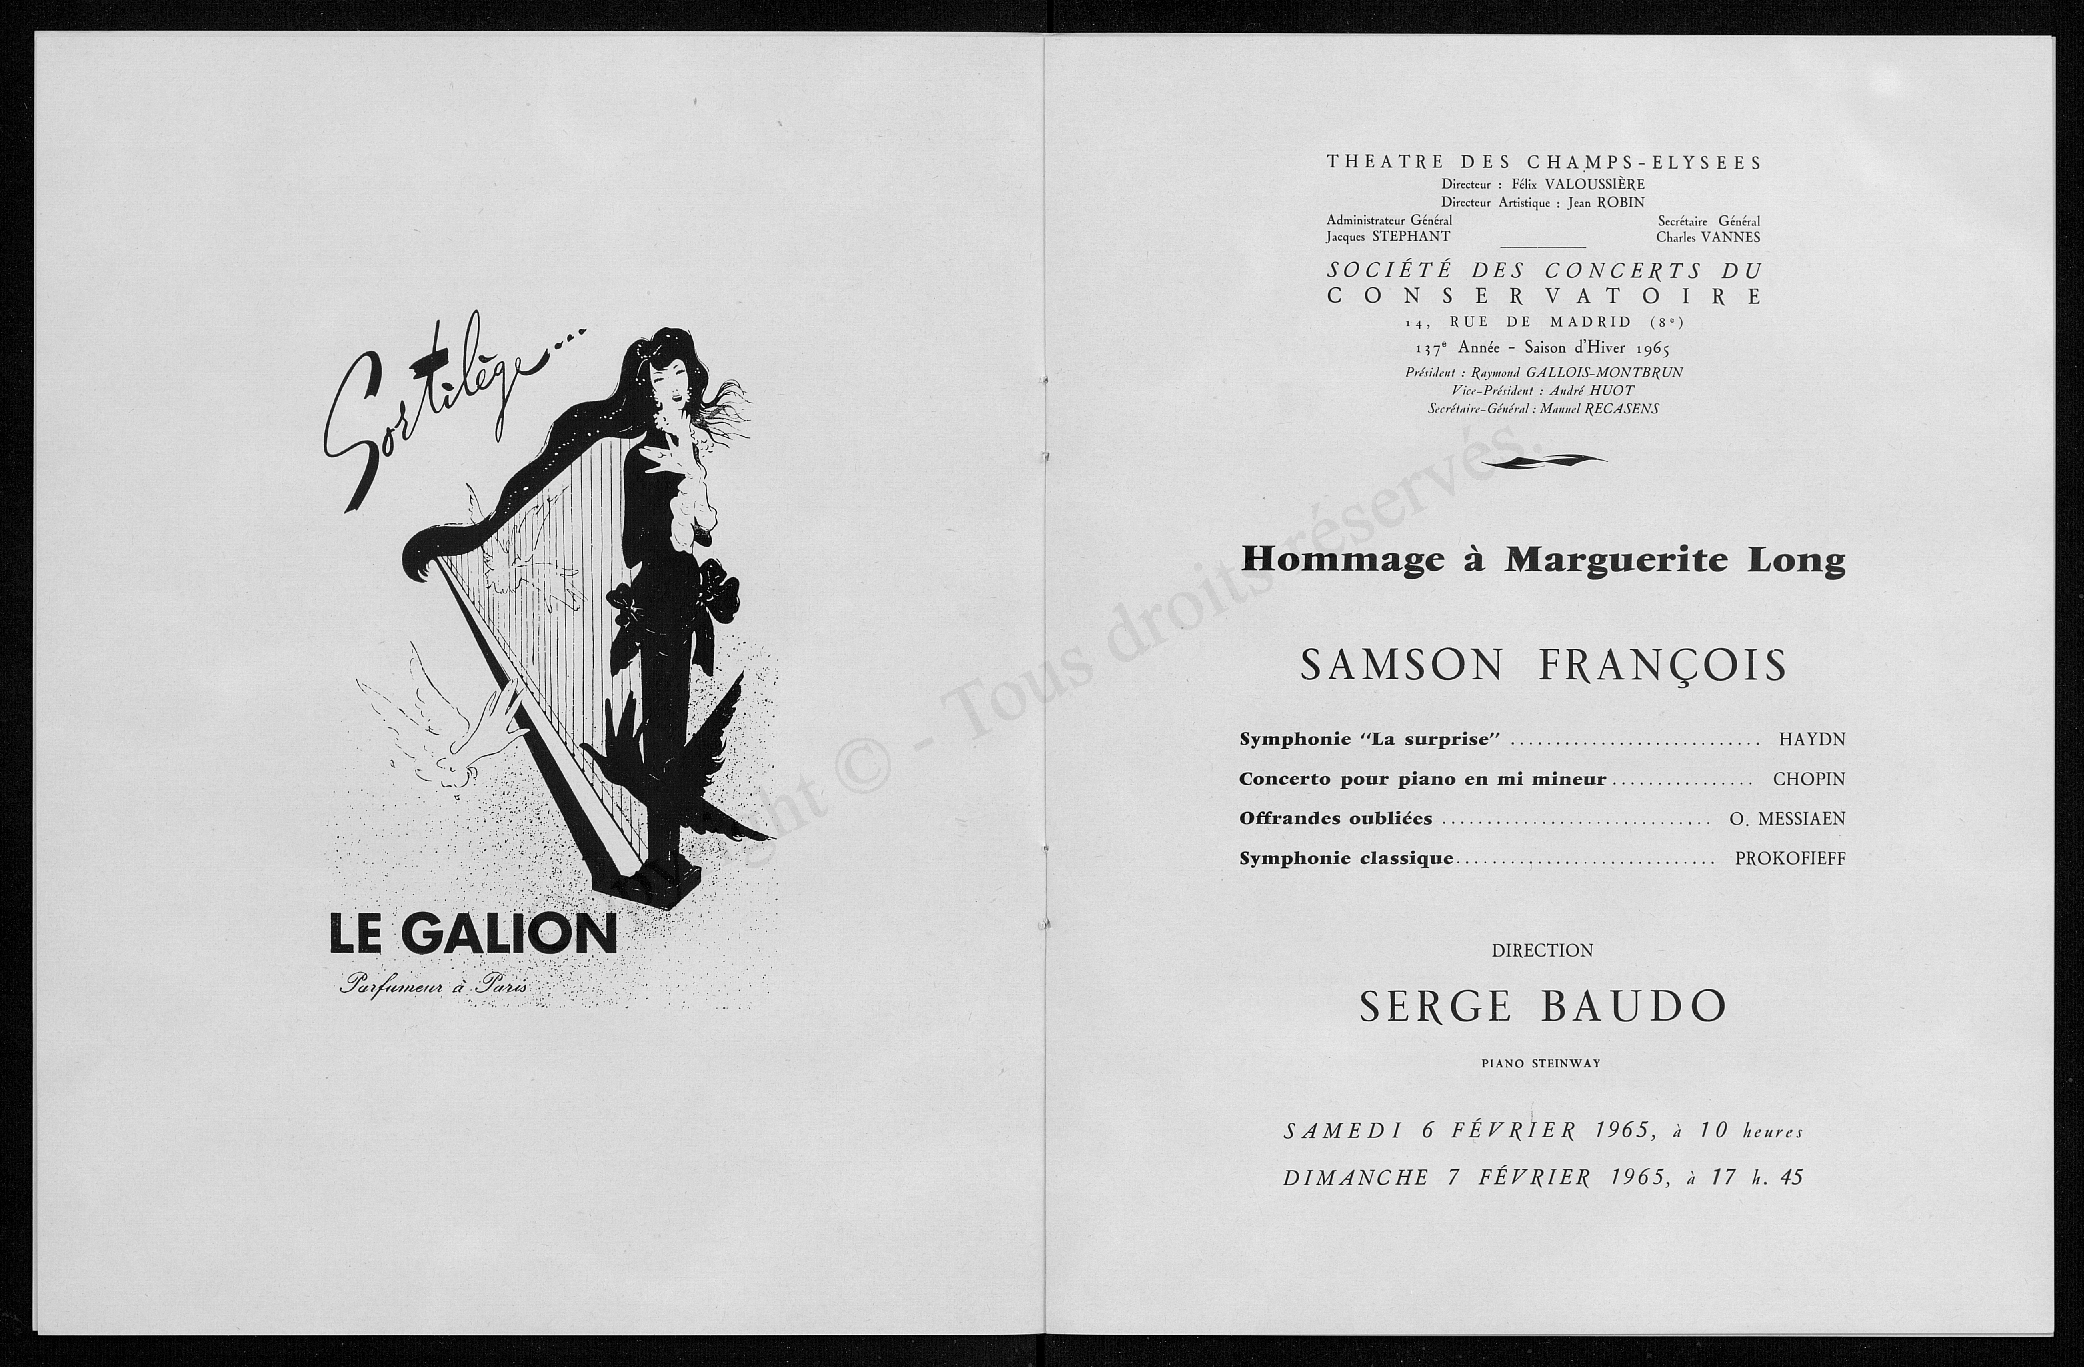 Sortilège...
LE GALION
Parfumeur à Paris
THEATRE DES CHAMPS-ELYSEES
Directeur : Félix VALOUSSIÈRE
Directeur Artistique : Jean ROBIN
Administrateur Général
Jacques STEPHANT
Secrétaire Général
Charles VANNES
SOCIÉTÉ DES CONCERTS DU
CONSERVATOIRE
14, RUE DE MADRID (8e)
137e Année - Saison d'Hiver 1965
Président : Raymond GALLOIS-MONTBRUN
Vice-Président : André HUOT
Secrétaire-Général : Manuel RECASENS
Hommage à Marguerite Long
SAMSON FRANÇOIS
Symphonie "La surprise" ............................ HAYDN
Concerto pour piano en mi mineur ................ CHOPIN
Offrandes oubliées .............................. O. MESSIAEN
Symphonie classique ............................. PROKOFIEFF
DIRECTION
SERGE BAUDO
PIANO STEINWAY
SAMEDI 6 FÉVRIER 1965, à 10 heures
DIMANCHE 7 FÉVRIER 1965, à 17 h. 45
pyright © - Tous droits réservés.